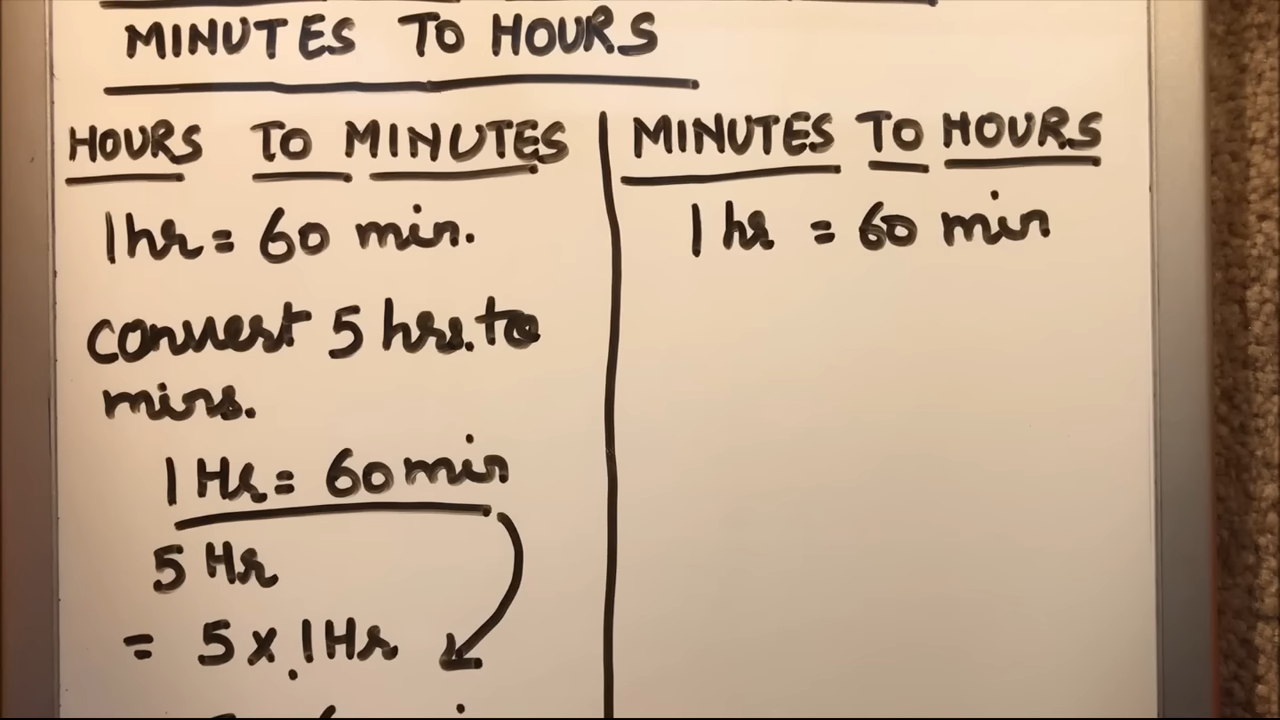 MINUTES TO HOURS
HOURS TO MINUTES
1hr = 60 min.
convert 5 hrs. to
mins.
1 Hr = 60 min
5 Hr
= 5 x 1 Hr
MINUTES TO HOURS
1 hr = 60 min